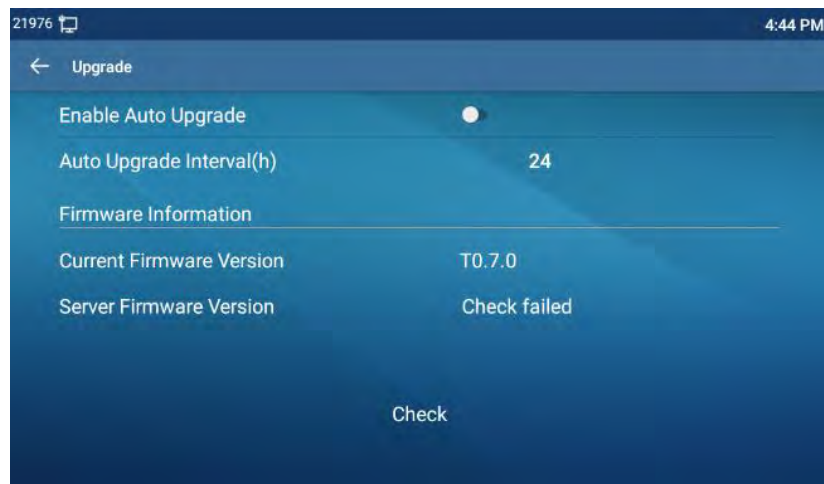 21976 4:44 PM
Upgrade
Enable Auto Upgrade
Auto Upgrade Interval(h) 24
Firmware Information
Current Firmware Version T0.7.0
Server Firmware Version Check failed
Check